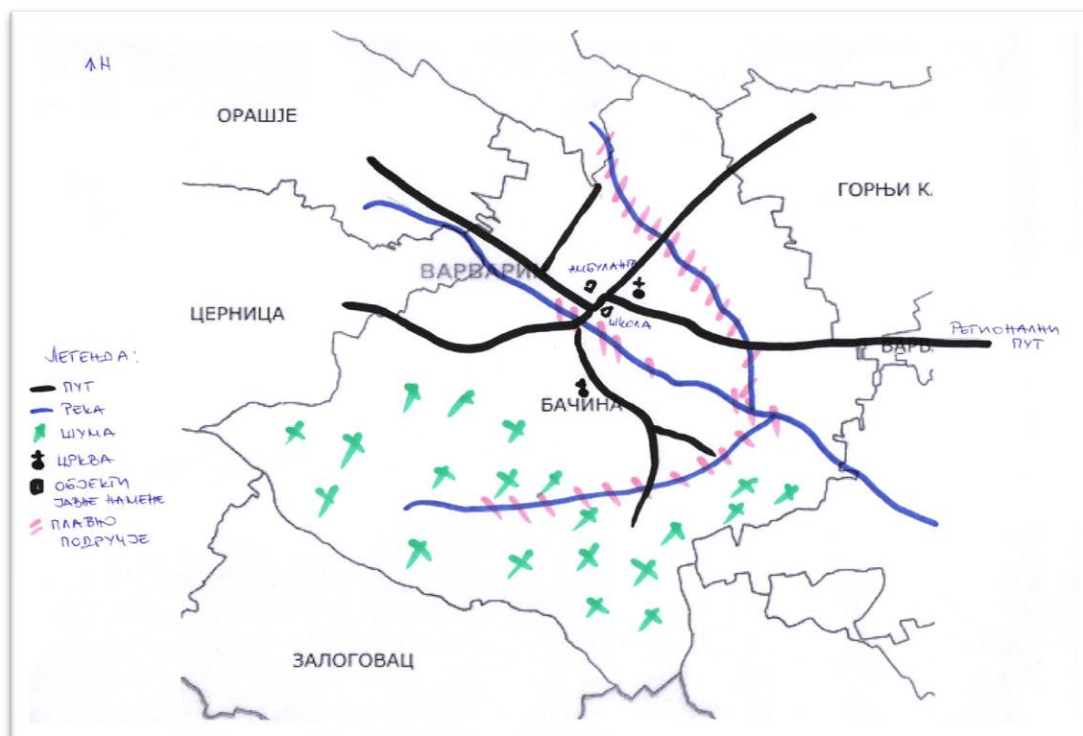 ↑Н
ОРАШЈЕ
ГОРЊИ К.
ВАРВАРИН
АМБУЛАНТА
ЦЕРНИЦА
ШКОЛА
РЕГИОНАЛНИ
ПУТ
ВАРВ.
БАЧИНА
ЛЕГЕНДА:
ПУТ
РЕКА
ШУМА
ЦРКВА
ОБЈЕКТИ
ЈАВНЕ НАМЕНЕ
ПЛАВНО
ПОДРУЧЈЕ
ЗАЛОГОВАЦ